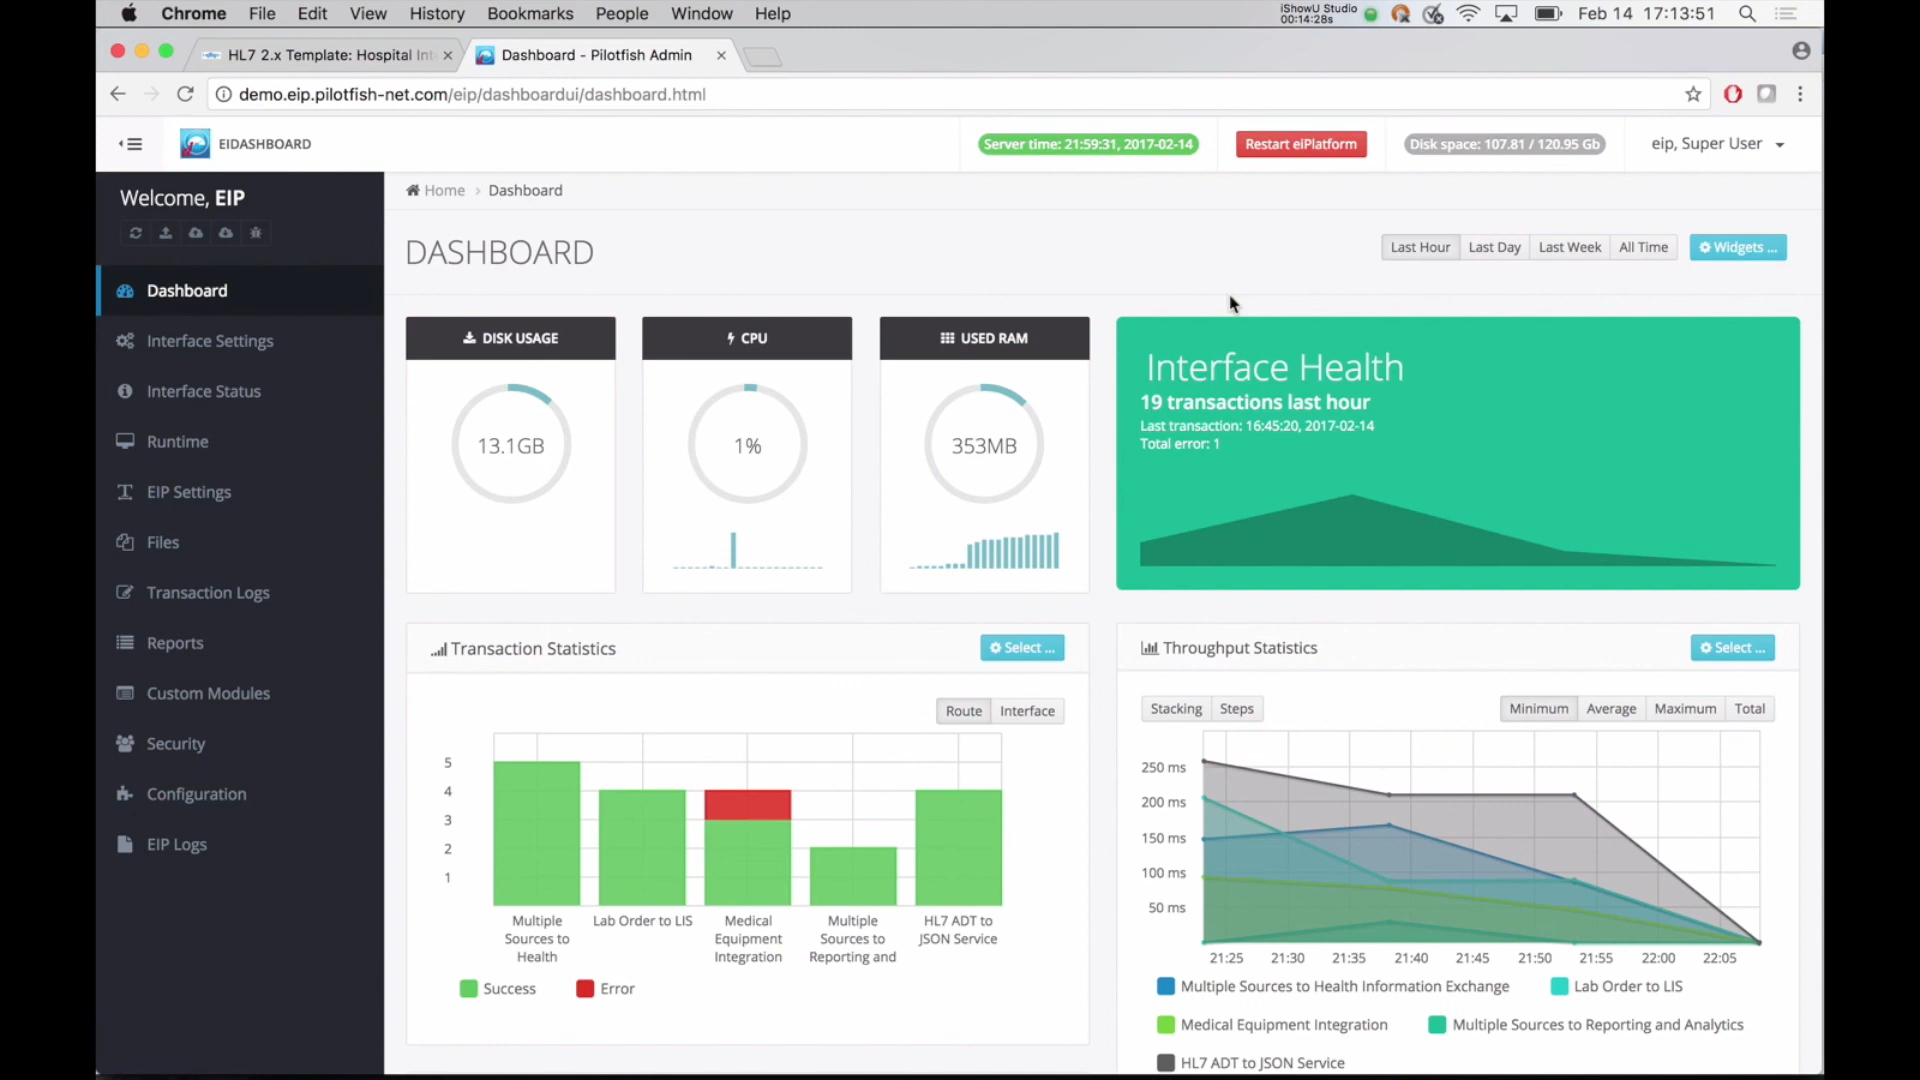 Chrome File Edit View History Bookmarks People Window Help
iShowU Studio
00:14:28s
Feb 14 17:13:51
HL7 2.x Template: Hospital Int
Dashboard - Pilotfish Admin
demo.eip.pilotfish-net.com/eip/dashboardui/dashboard.html
EIDASHBOARD
Server time: 21:59:31, 2017-02-14
Restart eiPlatform
Disk space: 107.81 / 120.95 Gb
eip, Super User
Welcome, EIP
Dashboard
Interface Settings
Interface Status
Runtime
EIP Settings
Files
Transaction Logs
Reports
Custom Modules
Security
Configuration
EIP Logs
Home > Dashboard
DASHBOARD
Last Hour Last Day Last Week All Time
Widgets ...
DISK USAGE
13.1GB
CPU
1%
USED RAM
353MB
Interface Health
19 transactions last hour
Last transaction: 16:45:20, 2017-02-14
Total error: 1
Transaction Statistics
Select ...
Route Interface
5
4
3
2
1
Multiple
Sources to
Health
Lab Order to LIS
Medical
Equipment
Integration
Multiple
Sources to
Reporting and
HL7 ADT to
JSON Service
Success Error
Throughput Statistics
Select ...
Stacking Steps
Minimum Average Maximum Total
250 ms
200 ms
150 ms
100 ms
50 ms
21:25 21:30 21:35 21:40 21:45 21:50 21:55 22:00 22:05
Multiple Sources to Health Information Exchange Lab Order to LIS
Medical Equipment Integration Multiple Sources to Reporting and Analytics
HL7 ADT to JSON Service